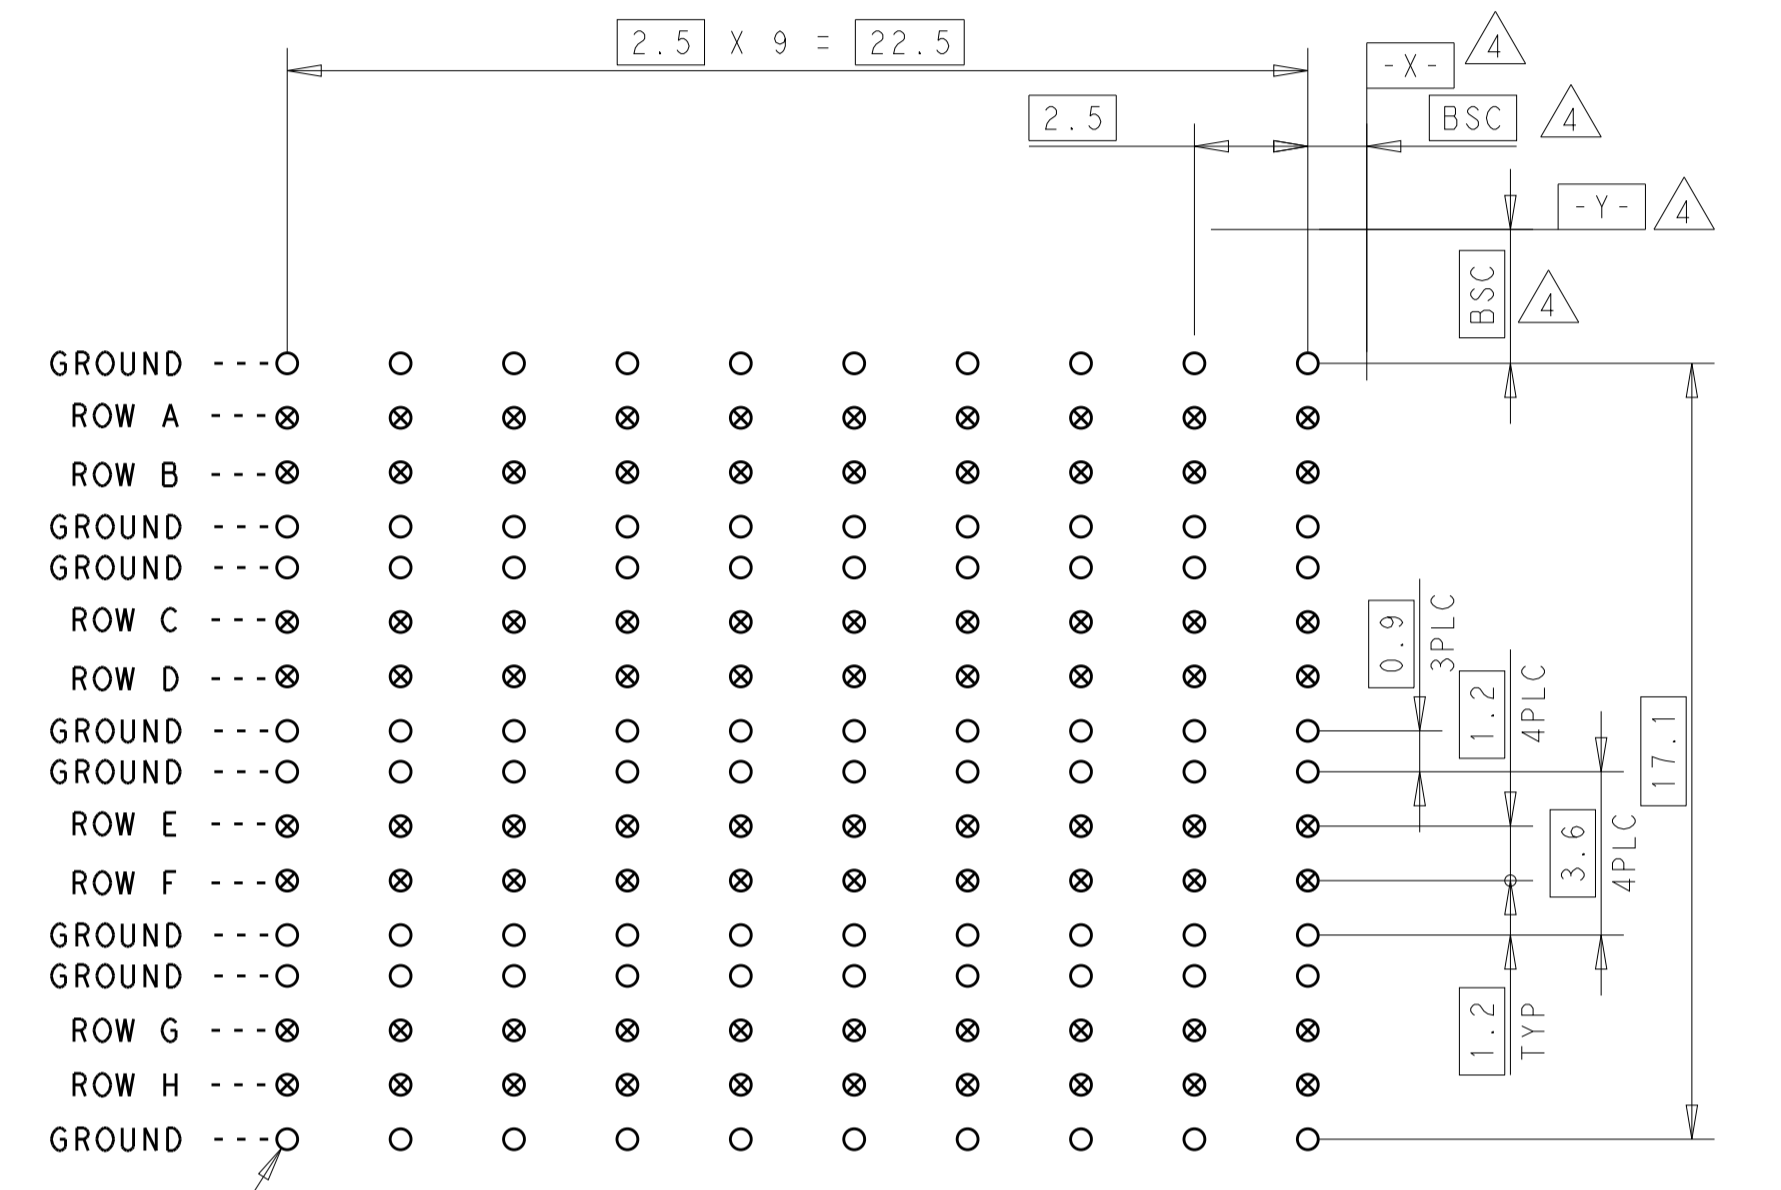 2.5 X 9 = 22.5
-X- 4
2.5
BSC 4
-Y- 4
BSC 4
GROUND ---
ROW A ---
ROW B ---
GROUND ---
GROUND ---
ROW C ---
ROW D ---
GROUND ---
GROUND ---
ROW E ---
ROW F ---
GROUND ---
GROUND ---
ROW G ---
ROW H ---
GROUND ---
0.9
3PLC
1.2
4PLC
3.6
4PLC
17.1
1.2
TYP